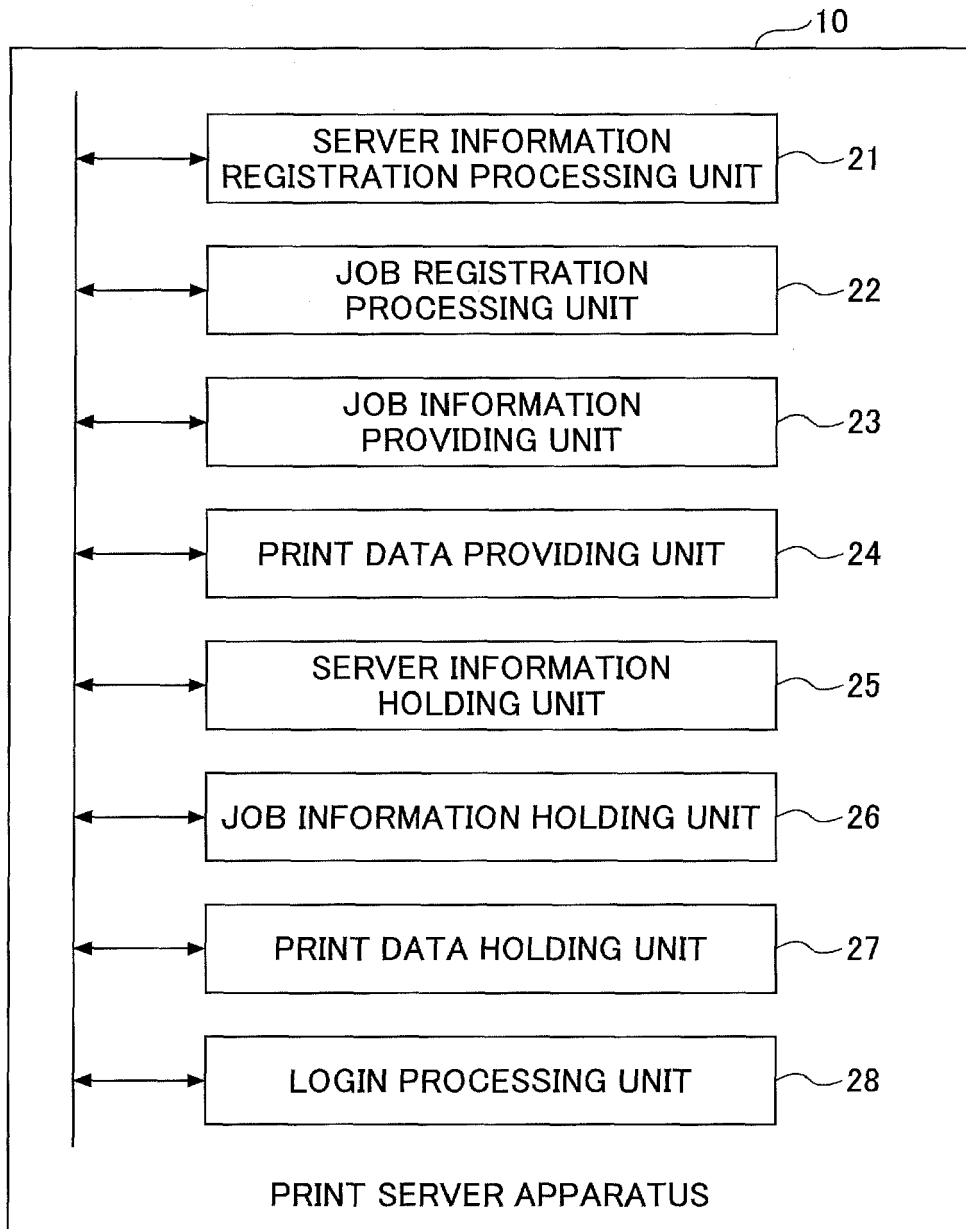 10
SERVER INFORMATION
REGISTRATION PROCESSING UNIT
21
JOB REGISTRATION
PROCESSING UNIT
22
JOB INFORMATION
PROVIDING UNIT
23
PRINT DATA PROVIDING UNIT
24
SERVER INFORMATION
HOLDING UNIT
25
JOB INFORMATION HOLDING UNIT
26
PRINT DATA HOLDING UNIT
27
LOGIN PROCESSING UNIT
28
PRINT SERVER APPARATUS